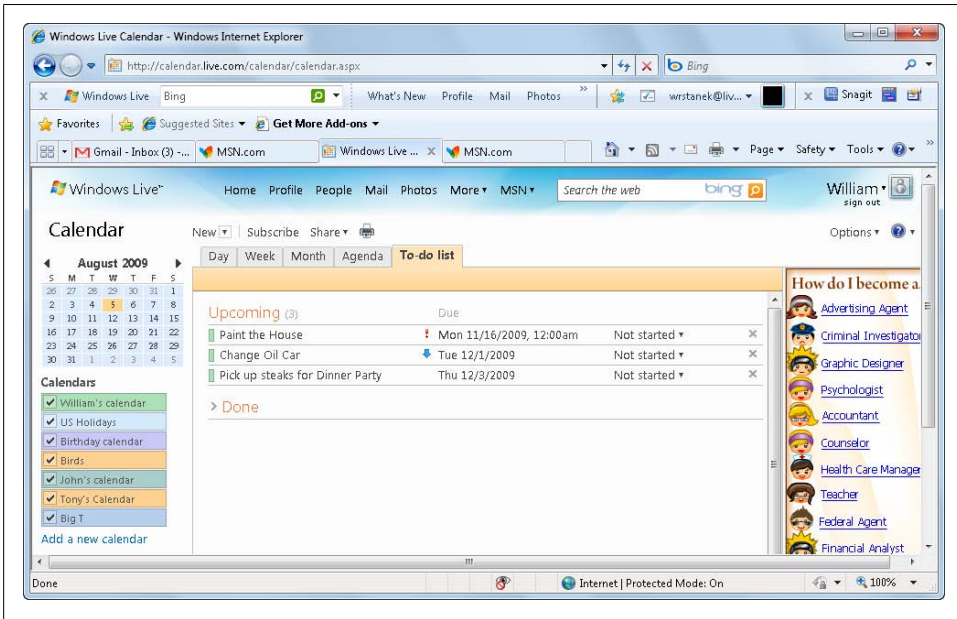 Windows Live Calendar - Windows Internet Explorer
http://calendar.live.com/calendar/calendar.aspx
Bing
Windows Live Bing What's New Profile Mail Photos » wrstanek@liv... Snagit
Favorites Suggested Sites Get More Add-ons
Gmail - Inbox (3) -... MSN.com Windows Live ... MSN.com Page Safety Tools »
Windows Live™ Home Profile People Mail Photos More MSN Search the web bing William
sign out
Calendar New Subscribe Share Options
Day Week Month Agenda To-do list
August 2009
S M T W T F S
26 27 28 29 30 31 1
2 3 4 5 6 7 8
9 10 11 12 13 14 15
16 17 18 19 20 21 22
23 24 25 26 27 28 29
30 31 1 2 3 4 5
Calendars
William's calendar
US Holidays
Birthday calendar
Birds
John's calendar
Tony's Calendar
Big T
Add a new calendar
Upcoming (3) Due
Paint the House ! Mon 11/16/2009, 12:00am Not started
Change Oil Car Tue 12/1/2009 Not started
Pick up steaks for Dinner Party Thu 12/3/2009 Not started
> Done
How do I become a
Advertising Agent
Criminal Investigato
Graphic Designer
Psychologist
Accountant
Counselor
Health Care Manager
Teacher
Federal Agent
Financial Analyst
Done Internet | Protected Mode: On 100%